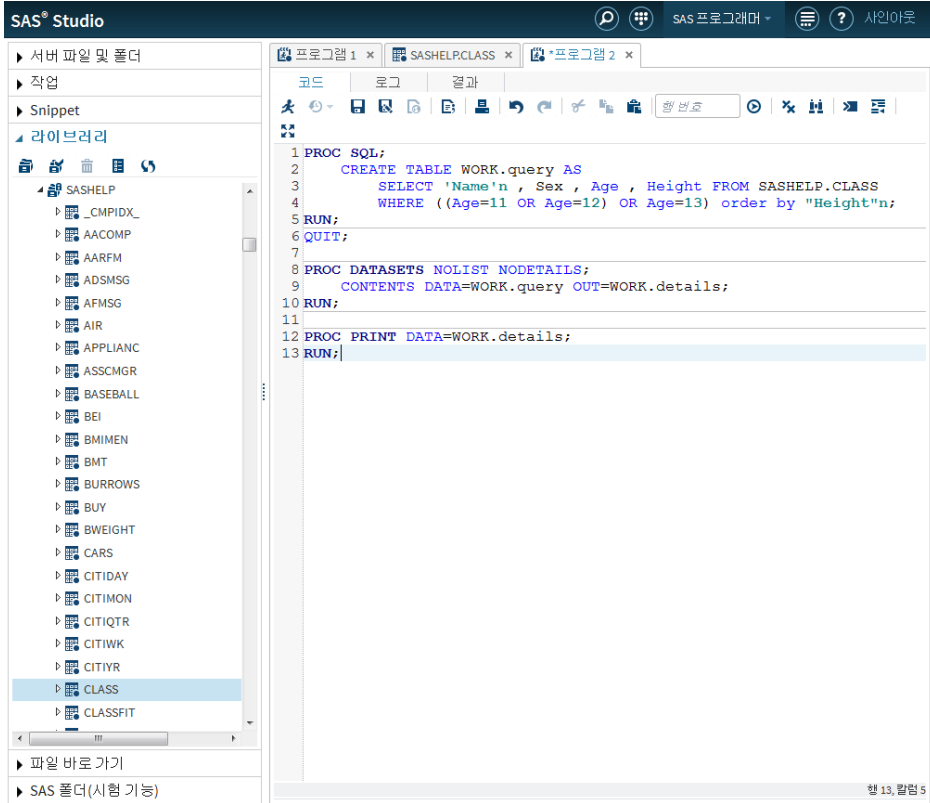 SAS® Studio
SAS 프로그래머
사인아웃
서버 파일 및 폴더
작업
Snippet
라이브러리
SASHELP
_CMPIDX_
AACOMP
AARFM
ADSMSG
AFMSG
AIR
APPLIANC
ASSCMGR
BASEBALL
BEI
BMIMEN
BMT
BURROWS
BUY
BWEIGHT
CARS
CITIDAY
CITIMON
CITIQTR
CITIWK
CITIYR
CLASS
CLASSFIT
파일 바로 가기
SAS 폴더(시험 기능)
프로그램 1 × SASHELP.CLASS × *프로그램 2 ×
코드 로그 결과
행 번호
1 PROC SQL;
2 CREATE TABLE WORK.query AS
3 SELECT 'Name'n , Sex , Age , Height FROM SASHELP.CLASS
4 WHERE ((Age=11 OR Age=12) OR Age=13) order by "Height"n;
5 RUN;
6 QUIT;
7
8 PROC DATASETS NOLIST NODETAILS;
9 CONTENTS DATA=WORK.query OUT=WORK.details;
10 RUN;
11
12 PROC PRINT DATA=WORK.details;
13 RUN;
행 13, 칼럼 5